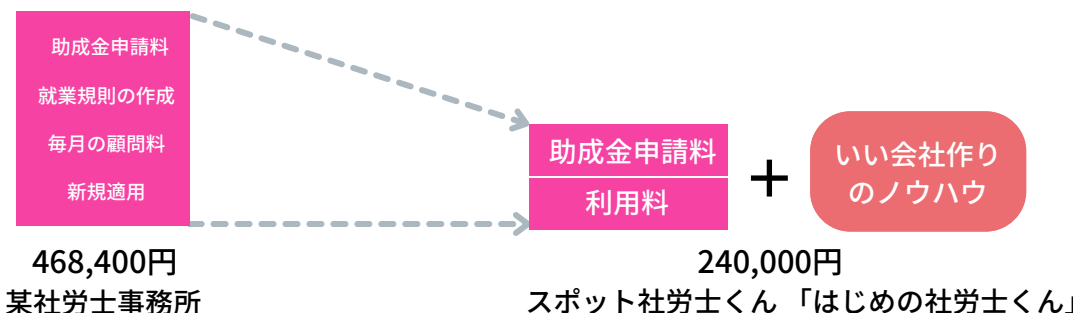 助成金申請料
就業規則の作成
毎月の顧問料
新規適用
468,400円
某社労士事務所
助成金申請料
利用料
+
いい会社作り
のノウハウ
240,000円
スポット社労士くん 「はじめの社労士くん」